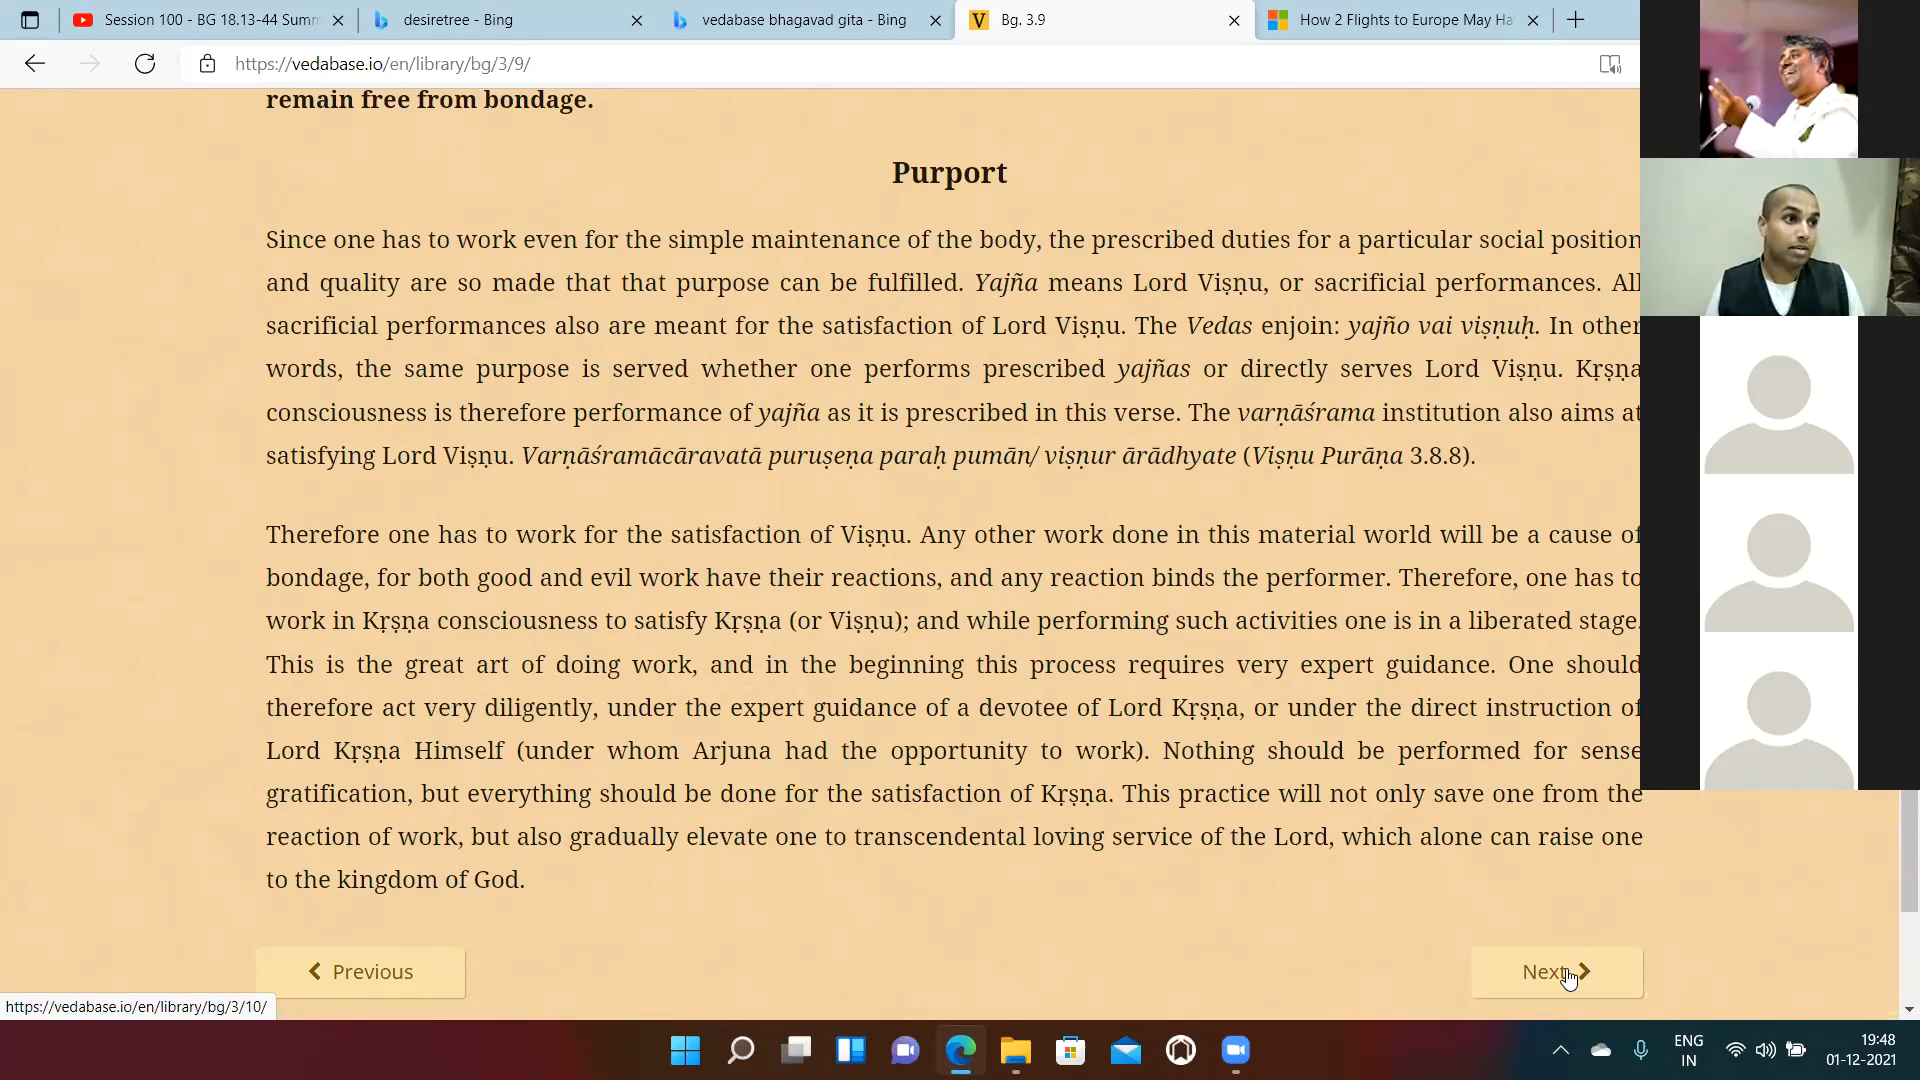 Session 100 - BG 18.13-44 Summ
desiretree - Bing
vedabase bhagavad gita - Bing
V
Bg. 3.9
How 2 Flights to Europe May Ha
https://vedabase.io/en/library/bg/3/9/
remain free from bondage.
Purport
Since one has to work even for the simple maintenance of the body, the prescribed duties for a particular social position
and quality are so made that that purpose can be fulfilled. Yajña means Lord Viṣṇu, or sacrificial performances. All
sacrificial performances also are meant for the satisfaction of Lord Viṣṇu. The Vedas enjoin: yajño vai viṣṇuḥ. In other
words, the same purpose is served whether one performs prescribed yajñas or directly serves Lord Viṣṇu. Kṛṣṇa
consciousness is therefore performance of yajña as it is prescribed in this verse. The varṇāśrama institution also aims at
satisfying Lord Viṣṇu. Varṇāśramācāravatā puruṣeṇa paraḥ pumān/ viṣṇur ārādhyate (Viṣṇu Purāṇa 3.8.8).
Therefore one has to work for the satisfaction of Viṣṇu. Any other work done in this material world will be a cause of
bondage, for both good and evil work have their reactions, and any reaction binds the performer. Therefore, one has to
work in Kṛṣṇa consciousness to satisfy Kṛṣṇa (or Viṣṇu); and while performing such activities one is in a liberated stage.
This is the great art of doing work, and in the beginning this process requires very expert guidance. One should
therefore act very diligently, under the expert guidance of a devotee of Lord Kṛṣṇa, or under the direct instruction of
Lord Kṛṣṇa Himself (under whom Arjuna had the opportunity to work). Nothing should be performed for sense
gratification, but everything should be done for the satisfaction of Kṛṣṇa. This practice will not only save one from the
reaction of work, but also gradually elevate one to transcendental loving service of the Lord, which alone can raise one
to the kingdom of God.
Previous
Next
https://vedabase.io/en/library/bg/3/10/
ENG
IN
19:48
01-12-2021